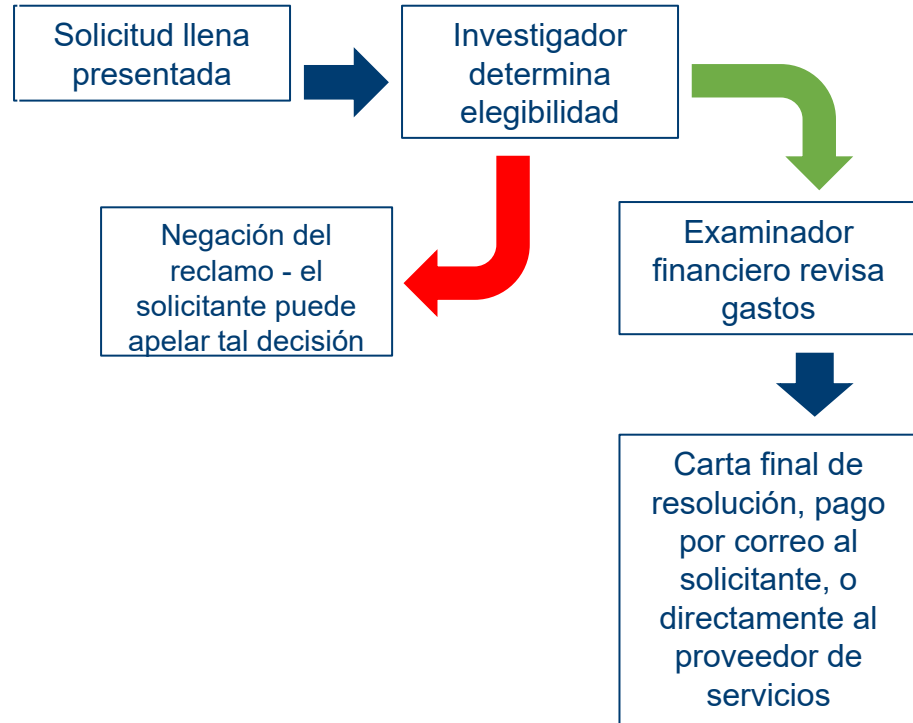 Solicitud llena
presentada
Investigador
determina
elegibilidad
Negación del
reclamo - el
solicitante puede
apelar tal decisión
Examinador
financiero revisa
gastos
Carta final de
resolución, pago
por correo al
solicitante, o
directamente al
proveedor de
servicios